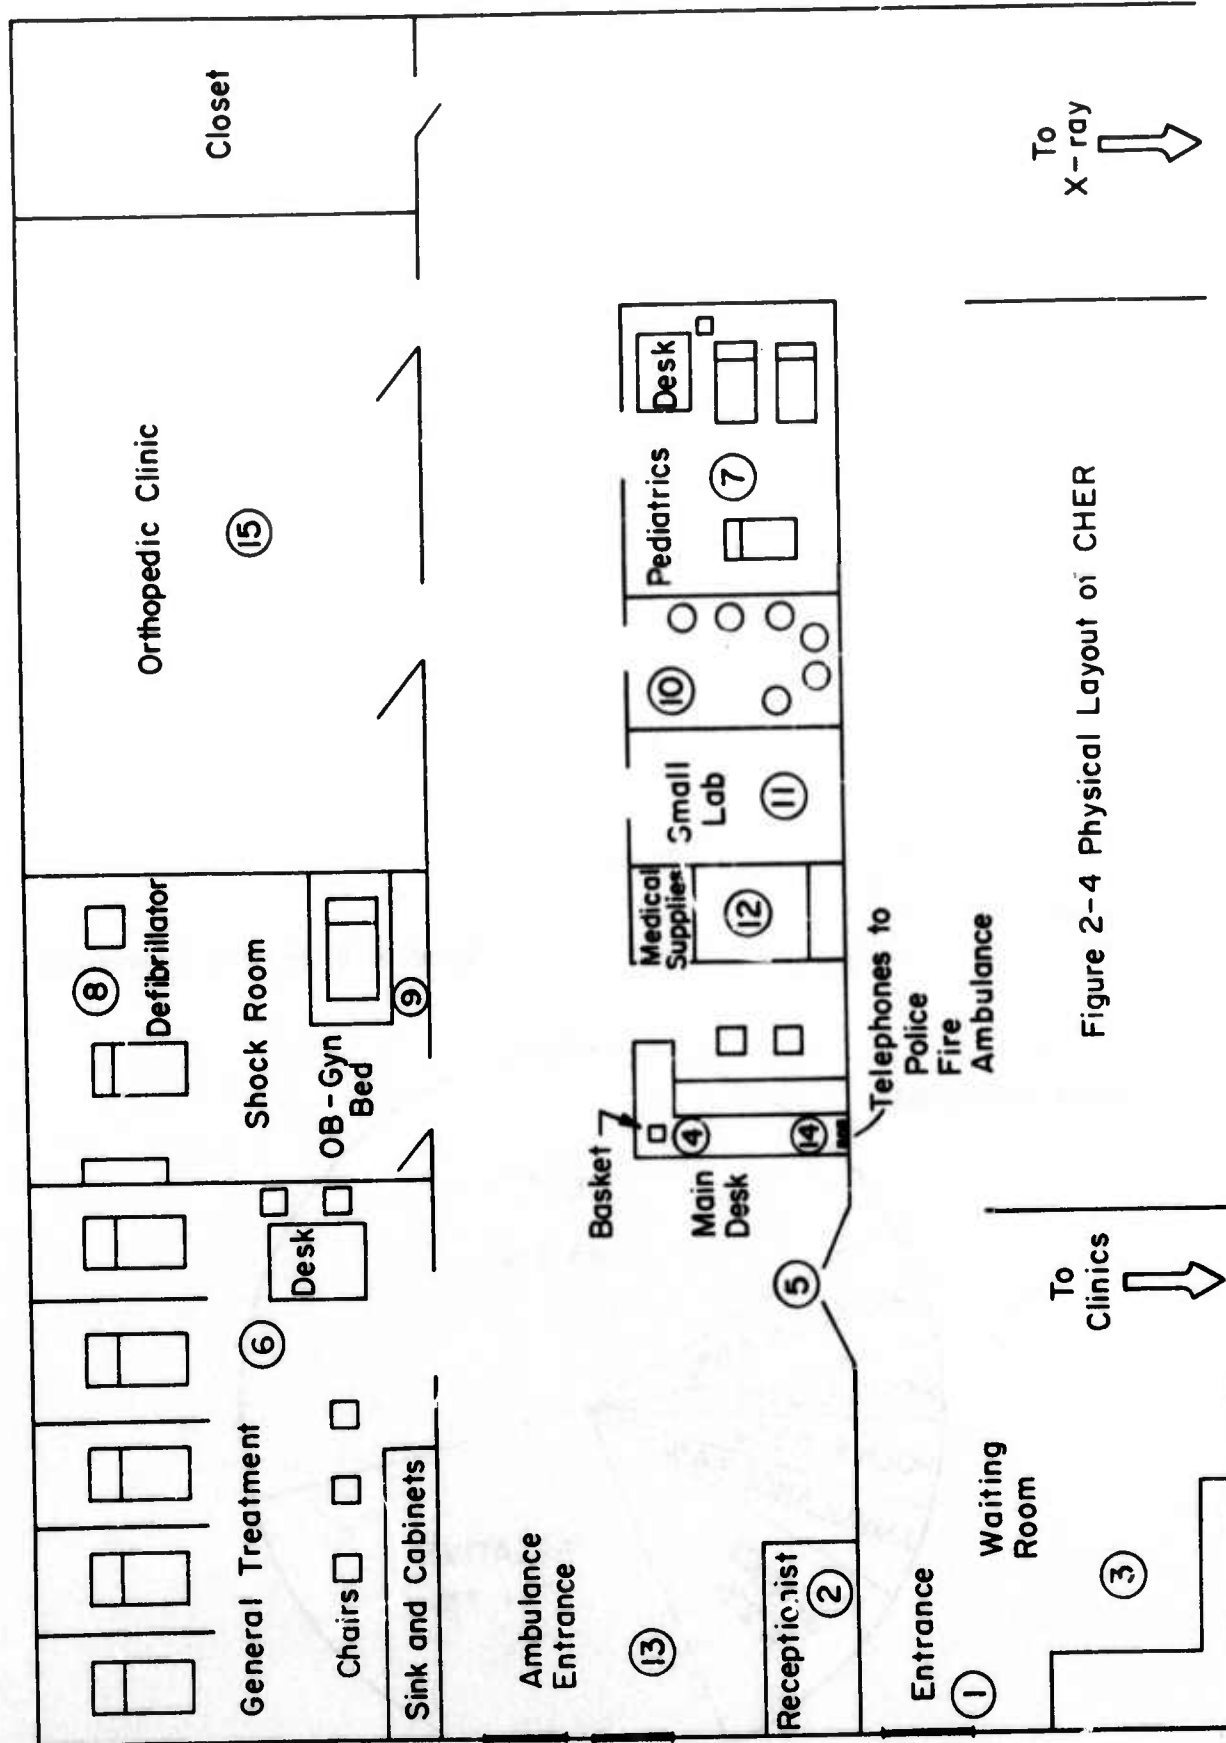 Closet
Orthopedic Clinic
15
8
Defibrillator
Shock Room
OB-Gyn
Bed
9
Desk
6
General Treatment
Chairs
Sink and Cabinets
Desk
Pediatrics
7
10
Small
Lab
11
Medical
Supplies
12
Basket
4
14
Main
Desk
Telephones to
Police
Fire
Ambulance
5
Ambulance
Entrance
13
Receptionist
2
Entrance
1
Waiting
Room
3
To
Clinics
To
X-ray
Figure 2-4 Physical Layout of CHER